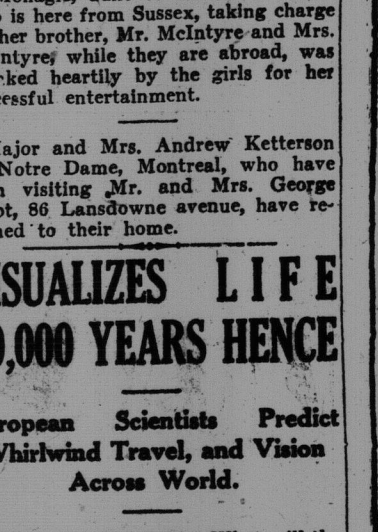 is here from Sussex, taking charge
her brother, Mr. McIntyre and Mrs.
ntyre, while they are abroad, was
ked heartily by the girls for her
essful entertainment.
ajor and Mrs. Andrew Ketterson
Notre Dame, Montreal, who have
n visiting Mr. and Mrs. George
ot, 86 Lansdowne avenue, have re-
ned to their home.
SUALIZES LIFE
0,000 YEARS HENCE
ropean Scientists Predict
Whirlwind Travel, and Vision
Across World.